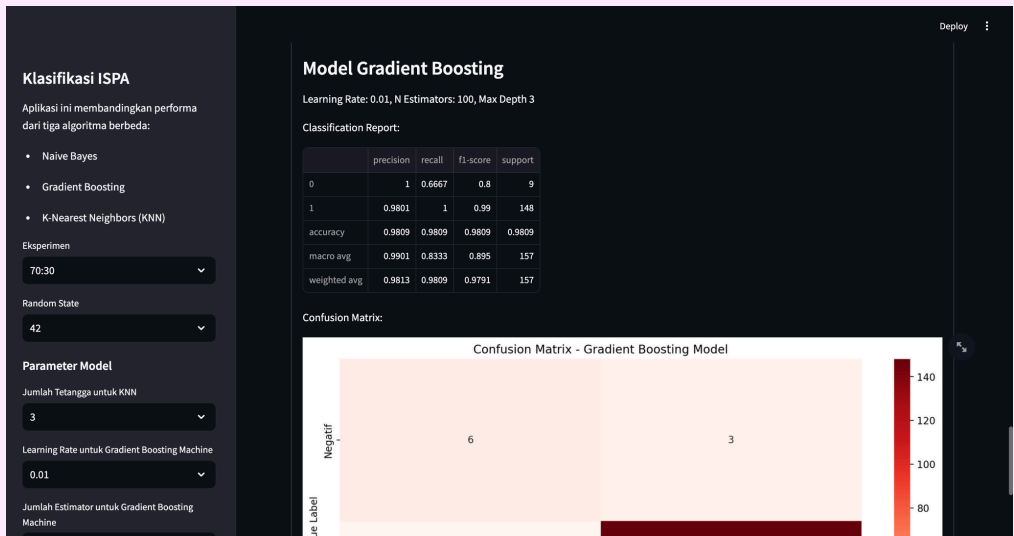 Deploy
Klasifikasi ISPA
Aplikasi ini membandingkan performa
dari tiga algoritma berbeda:
• Naive Bayes
• Gradient Boosting
• K-Nearest Neighbors (KNN)
Eksperimen
70:30
Random State
42
Parameter Model
Jumlah Tetangga untuk KNN
3
Learning Rate untuk Gradient Boosting Machine
0.01
Jumlah Estimator untuk Gradient Boosting
Machine
Model Gradient Boosting
Learning Rate: 0.01, N Estimators: 100, Max Depth 3
Classification Report:
precision recall f1-score support
0 1 0.6667 0.8 9
1 0.9801 1 0.99 148
accuracy 0.9809 0.9809 0.9809 0.9809
macro avg 0.9901 0.8333 0.895 157
weighted avg 0.9813 0.9809 0.9791 157
Confusion Matrix:
Confusion Matrix - Gradient Boosting Model
140
120
100
80
Negatif
6 3
ue Label